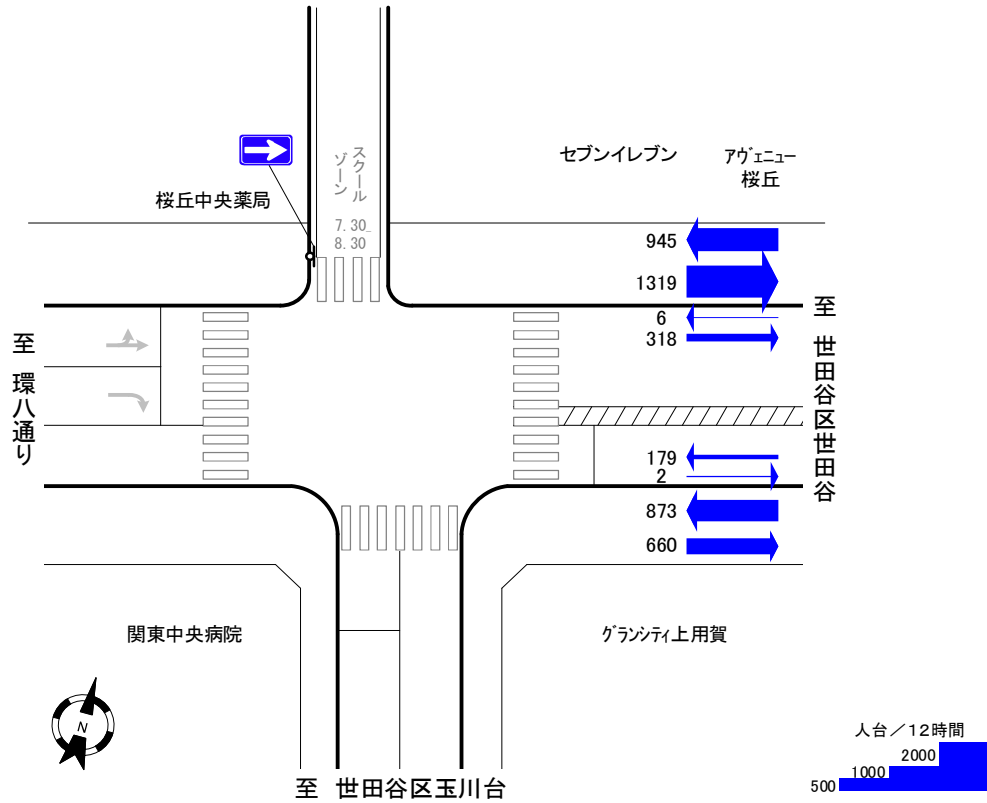 スクール
ゾーン
7.30_
8.30
桜丘中央薬局
セブンイレブン
アヴェニュー
桜丘
945
1319
6
318
至 環八通り
至 世田谷区世田谷
179
2
873
660
関東中央病院
グランシティ上用賀
N
至 世田谷区玉川台
人台/12時間
2000
1000
500